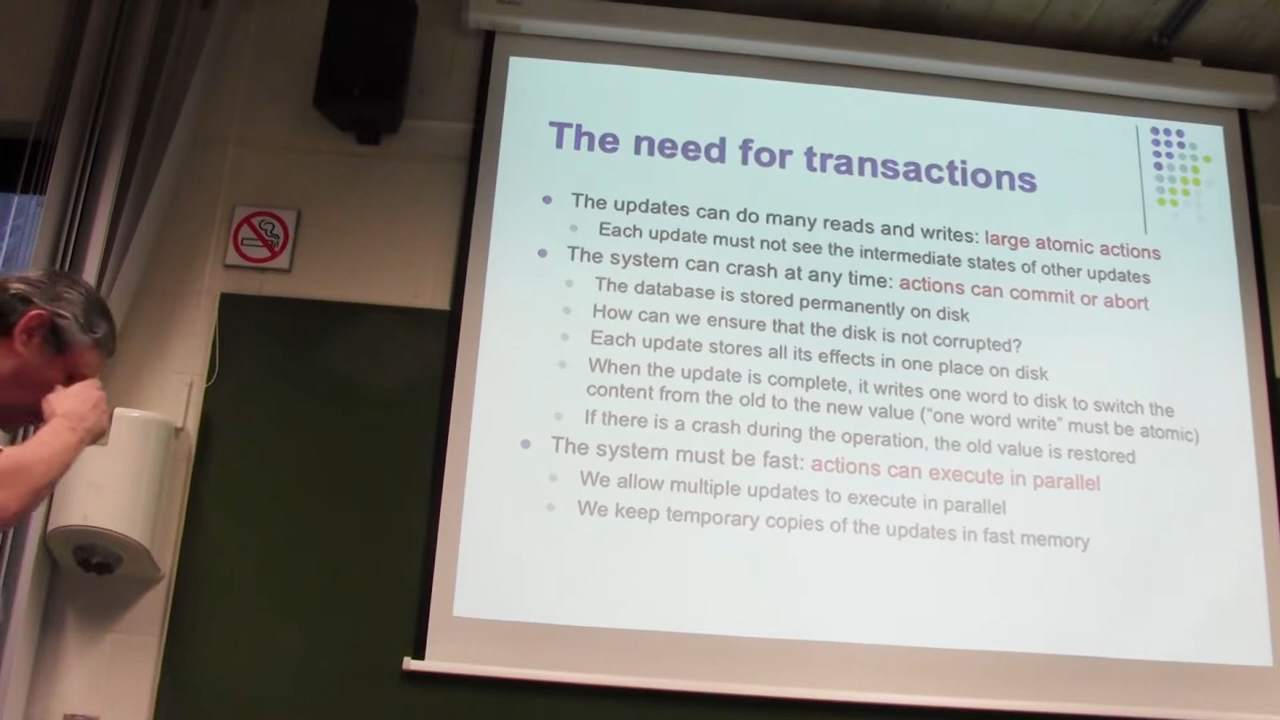 The need for transactions
The updates can do many reads and writes: large atomic actions
Each update must not see the intermediate states of other updates
The system can crash at any time: actions can commit or abort
The database is stored permanently on disk
How can we ensure that the disk is not corrupted?
Each update stores all its effects in one place on disk
When the update is complete, it writes one word to disk to switch the
content from the old to the new value ("one word write" must be atomic)
If there is a crash during the operation, the old value is restored
The system must be fast: actions can execute in parallel
We allow multiple updates to execute in parallel
We keep temporary copies of the updates in fast memory